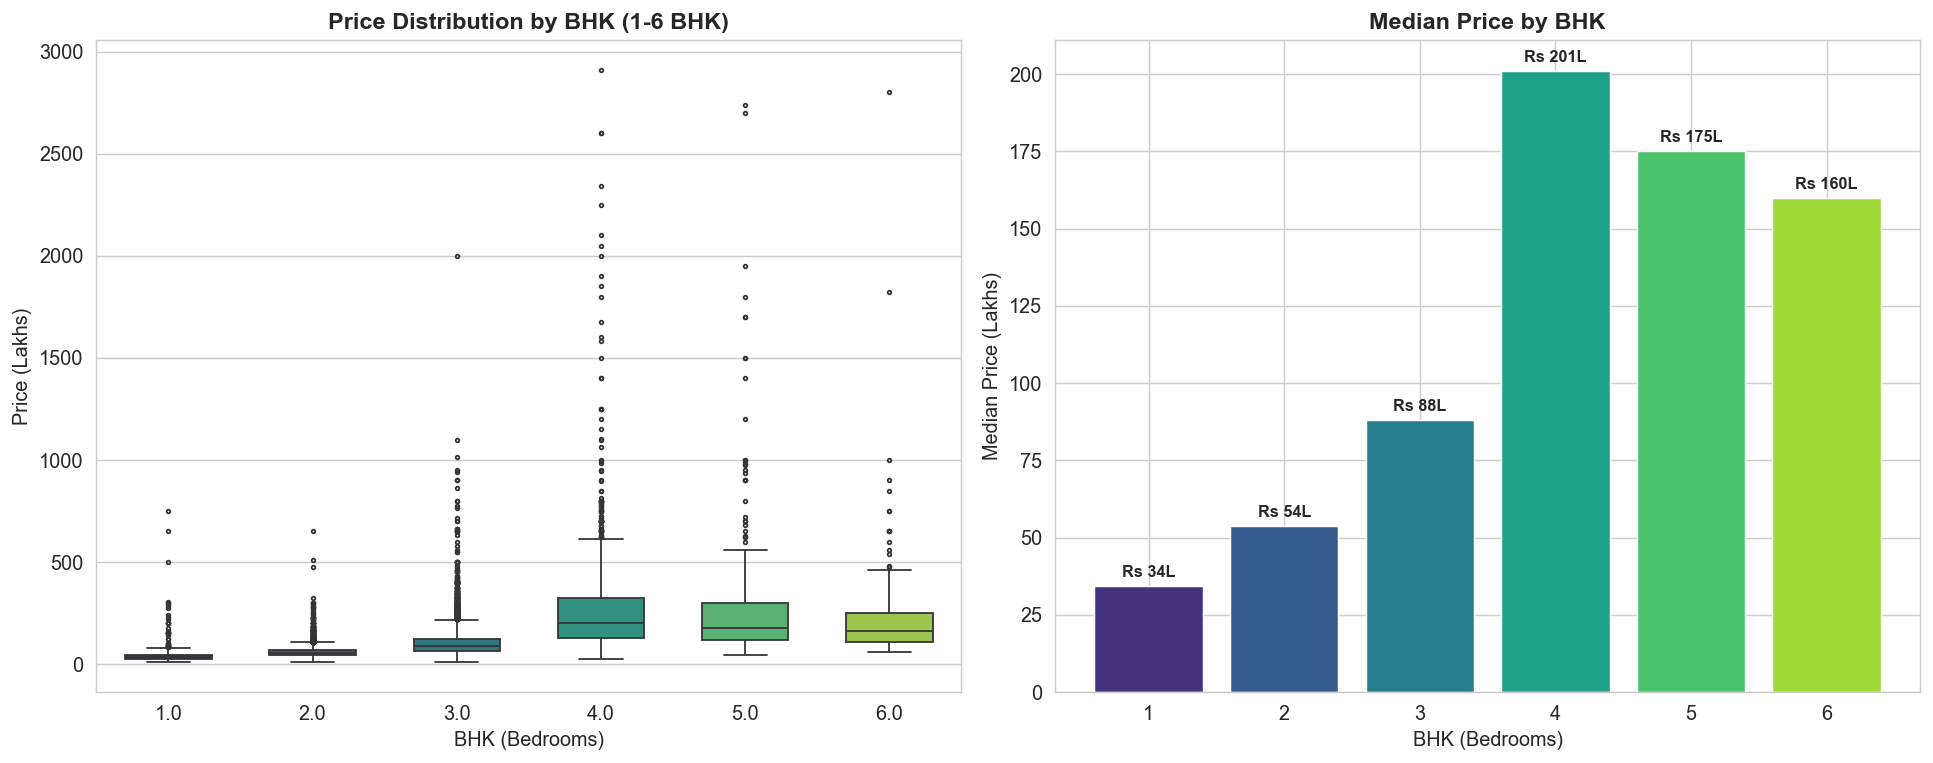 Price Distribution by BHK (1-6 BHK)
Price (Lakhs)
3000
2500
2000
1500
1000
500
0
1.0 2.0 3.0 4.0 5.0 6.0
BHK (Bedrooms)
Median Price by BHK
Median Price (Lakhs)
200
175
150
125
100
75
50
25
0
Rs 34L
Rs 54L
Rs 88L
Rs 201L
Rs 175L
Rs 160L
1 2 3 4 5 6
BHK (Bedrooms)